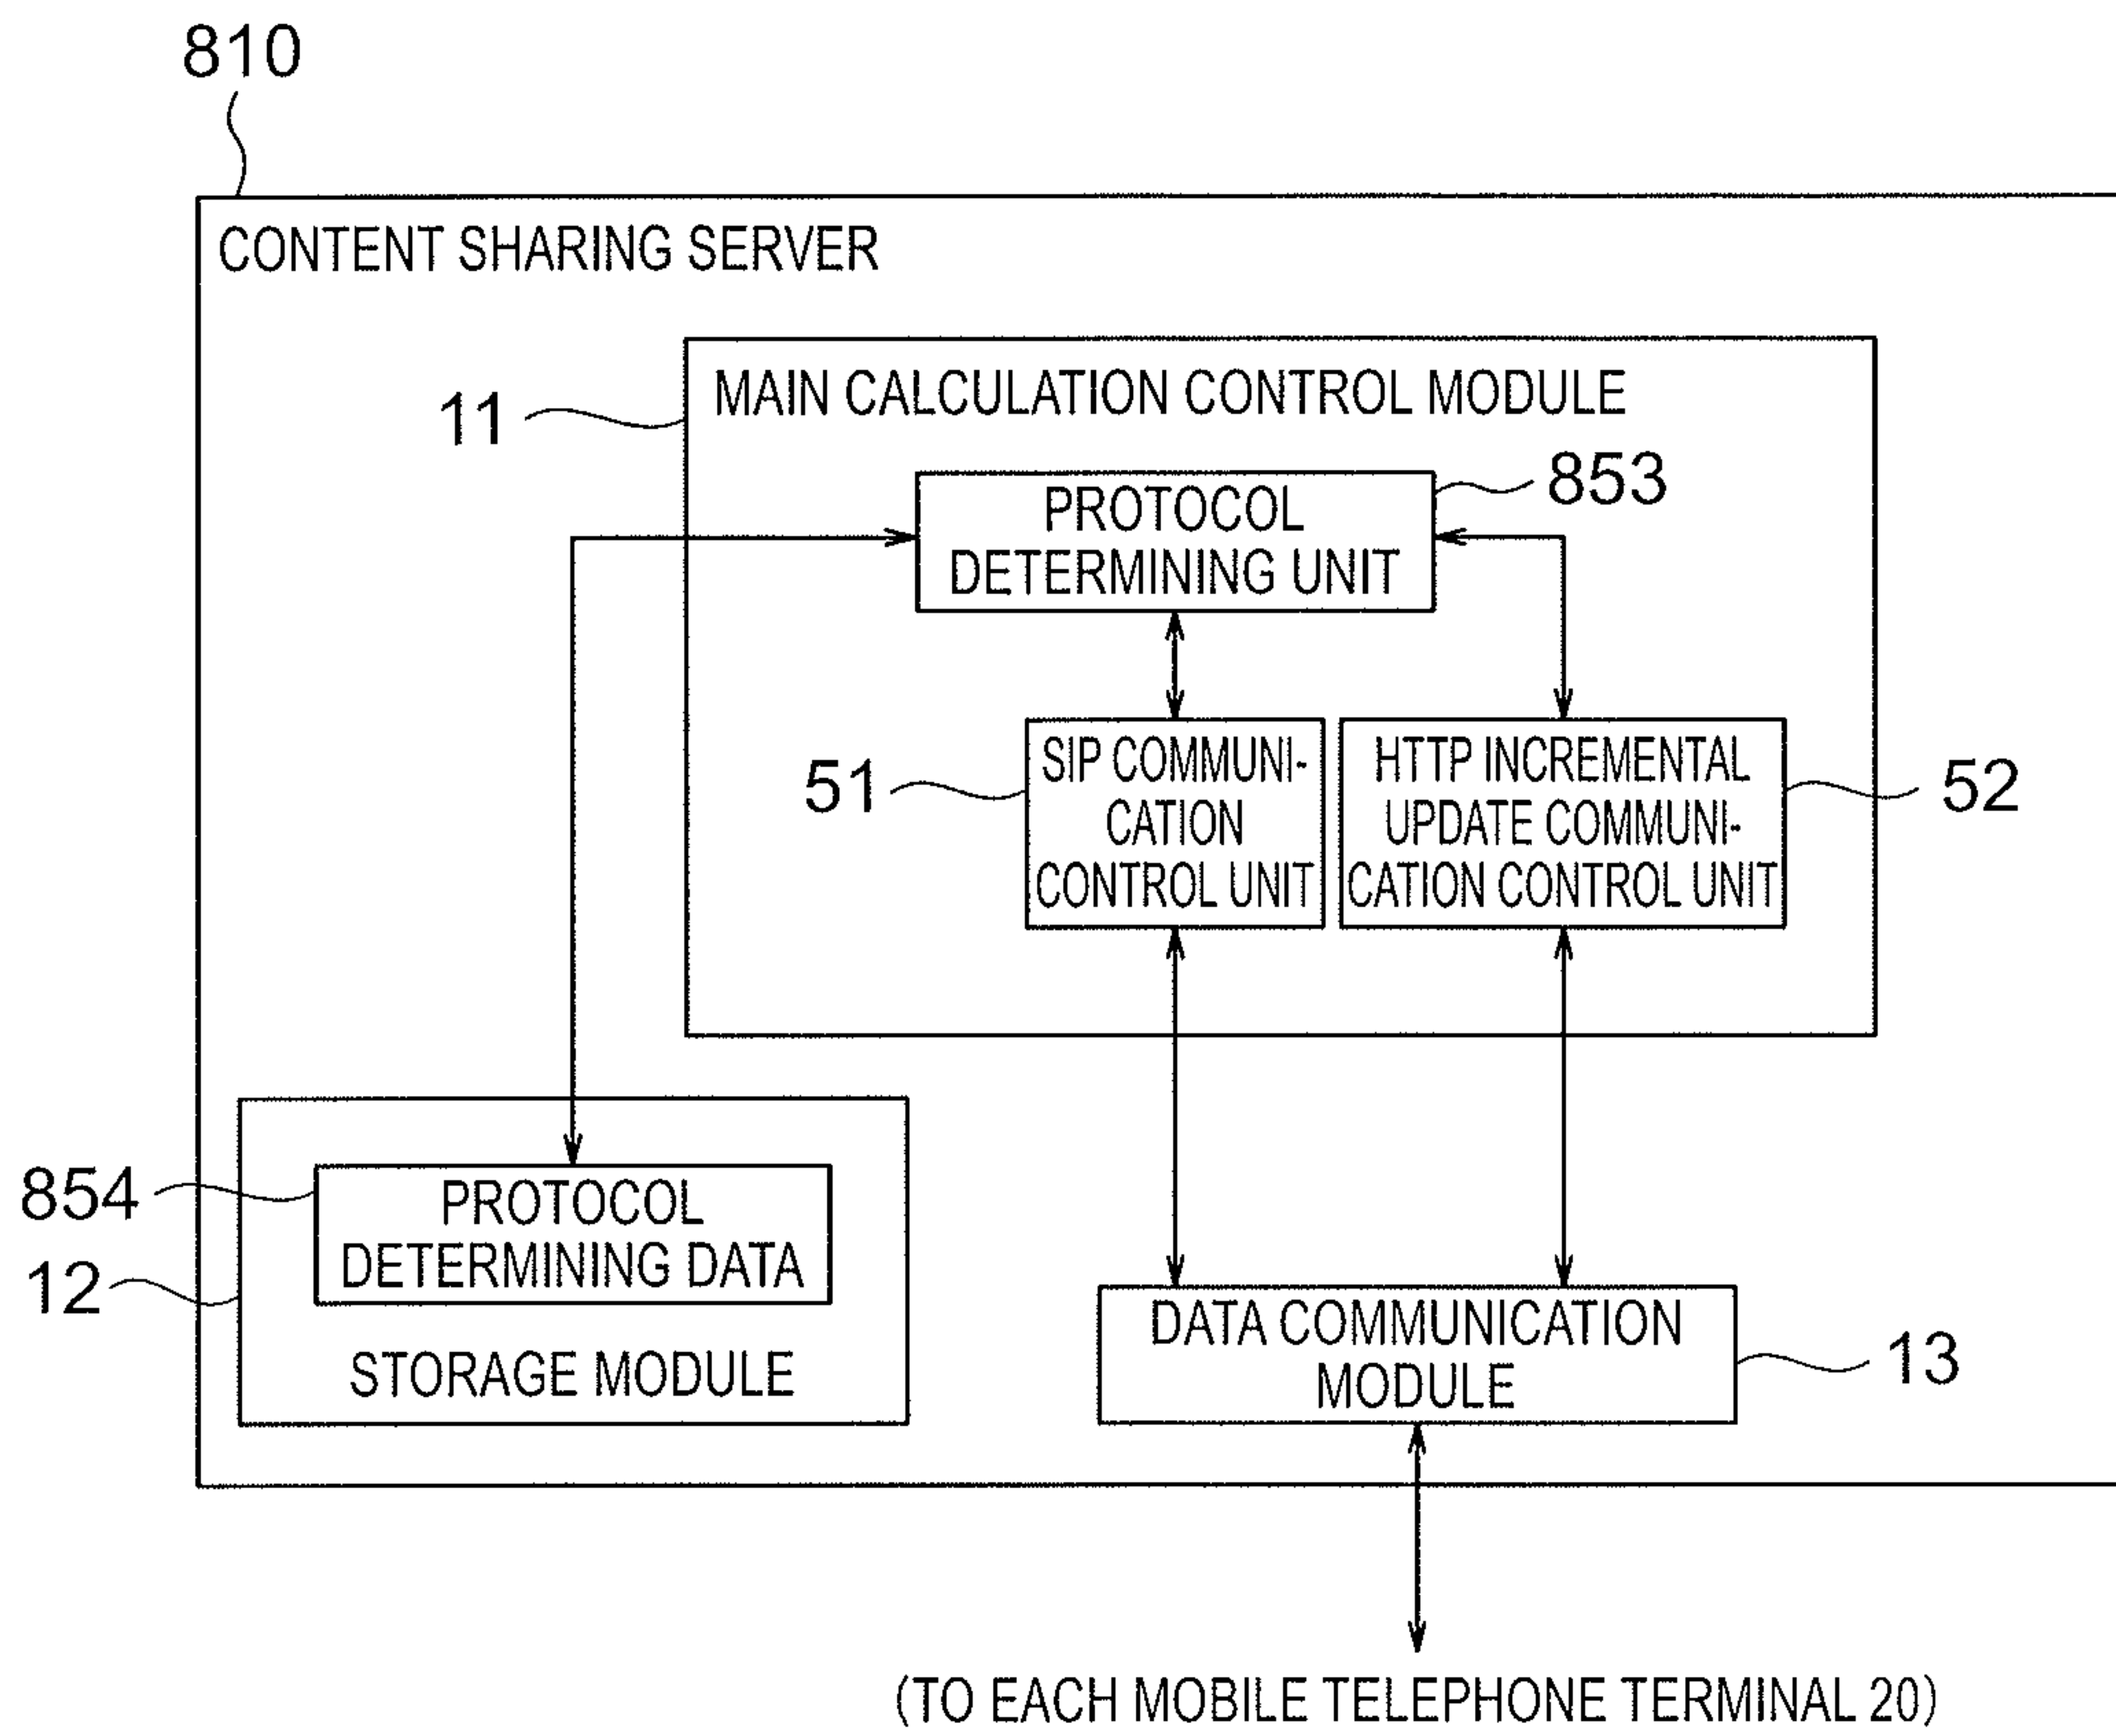 810
CONTENT SHARING SERVER
11
MAIN CALCULATION CONTROL MODULE
PROTOCOL
DETERMINING UNIT
853
51
SIP COMMUNI-
CATION
CONTROL UNIT
HTTP INCREMENTAL
UPDATE COMMUNI-
CATION CONTROL UNIT
52
854
PROTOCOL
DETERMINING DATA
12
STORAGE MODULE
DATA COMMUNICATION
MODULE
13
(TO EACH MOBILE TELEPHONE TERMINAL 20)